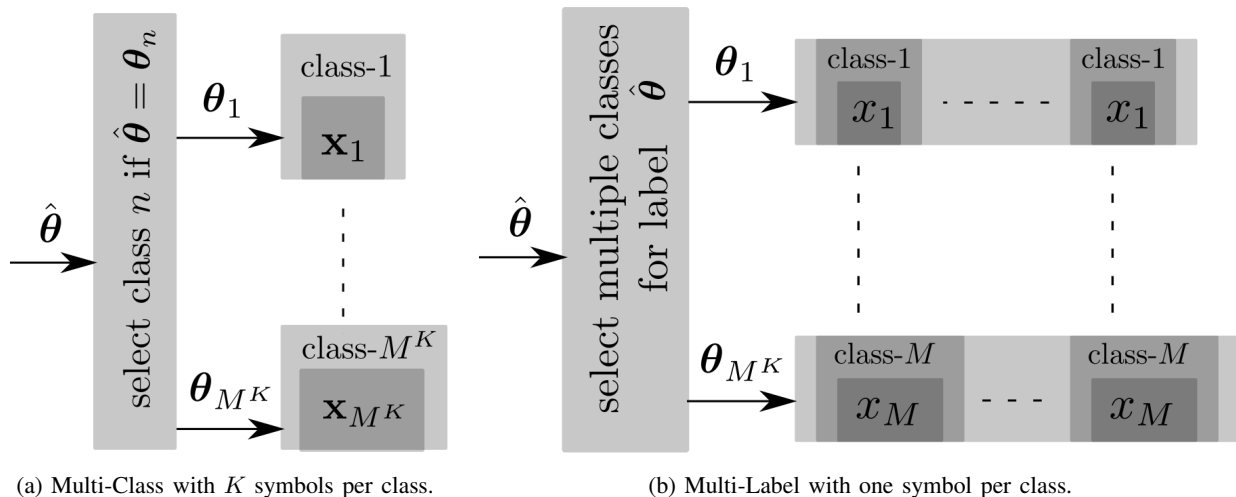 θ̂
select class n if θ̂ = θ_n
θ_1
class-1
x_1
θ_{M^K}
class-M^K
x_{M^K}
(a) Multi-Class with K symbols per class.
θ̂
select multiple classes
for label θ̂
θ_1
class-1
x_1
class-1
x_1
θ_{M^K}
class-M
x_M
class-M
x_M
(b) Multi-Label with one symbol per class.